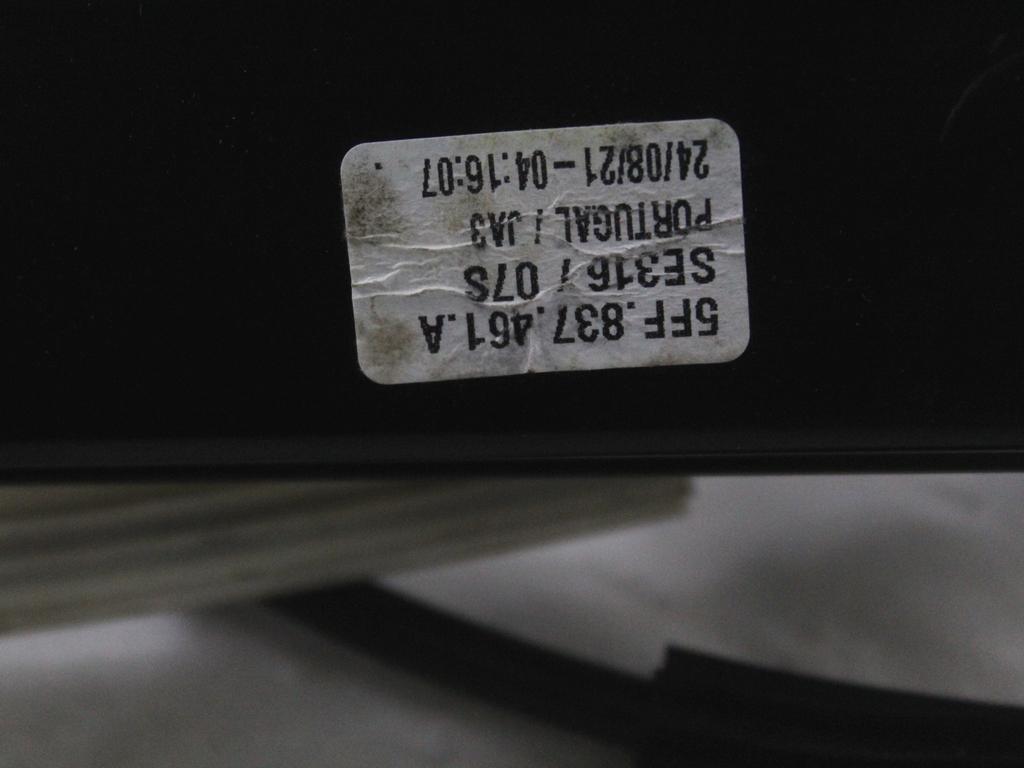 5FF.837.461.A
SE316 / 07S
PORTUGAL / JA3
24/08/21-04:16:07